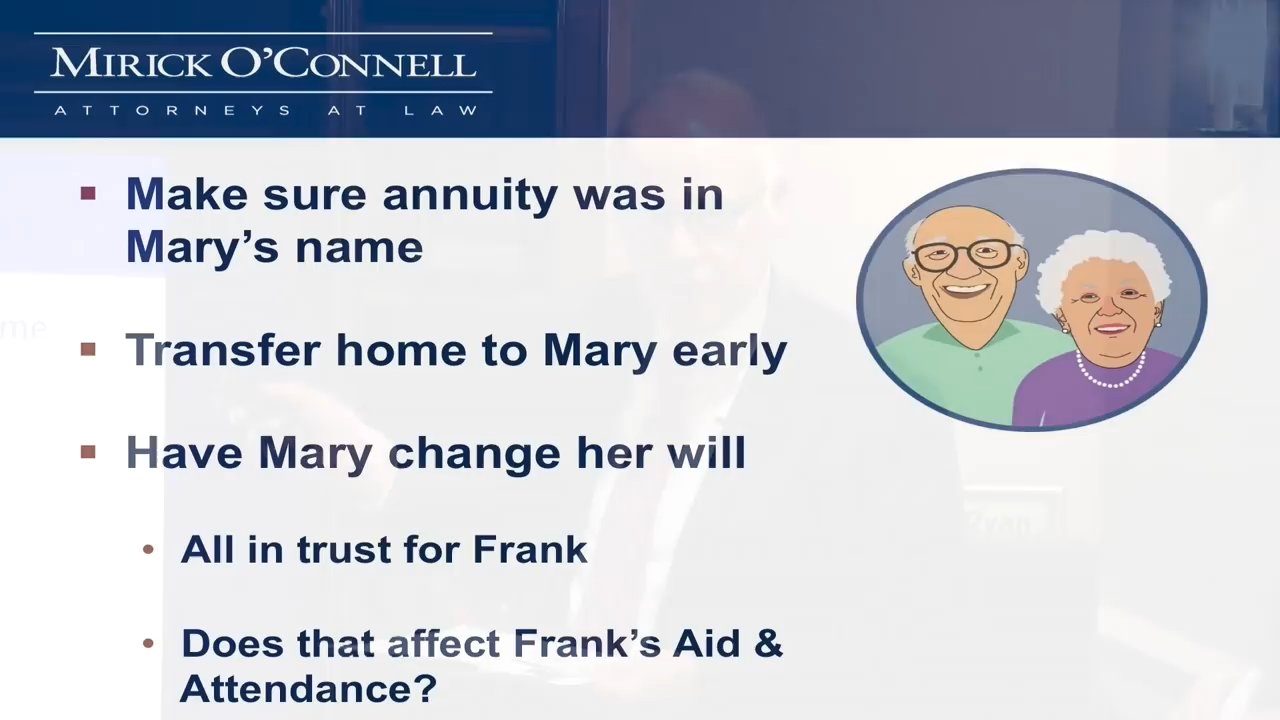 MIRICK O'CONNELL
ATTORNEYS AT LAW
Make sure annuity was in
Mary's name
me
Transfer home to Mary early
Have Mary change her will
All in trust for Frank
Does that affect Frank's Aid &
Attendance?